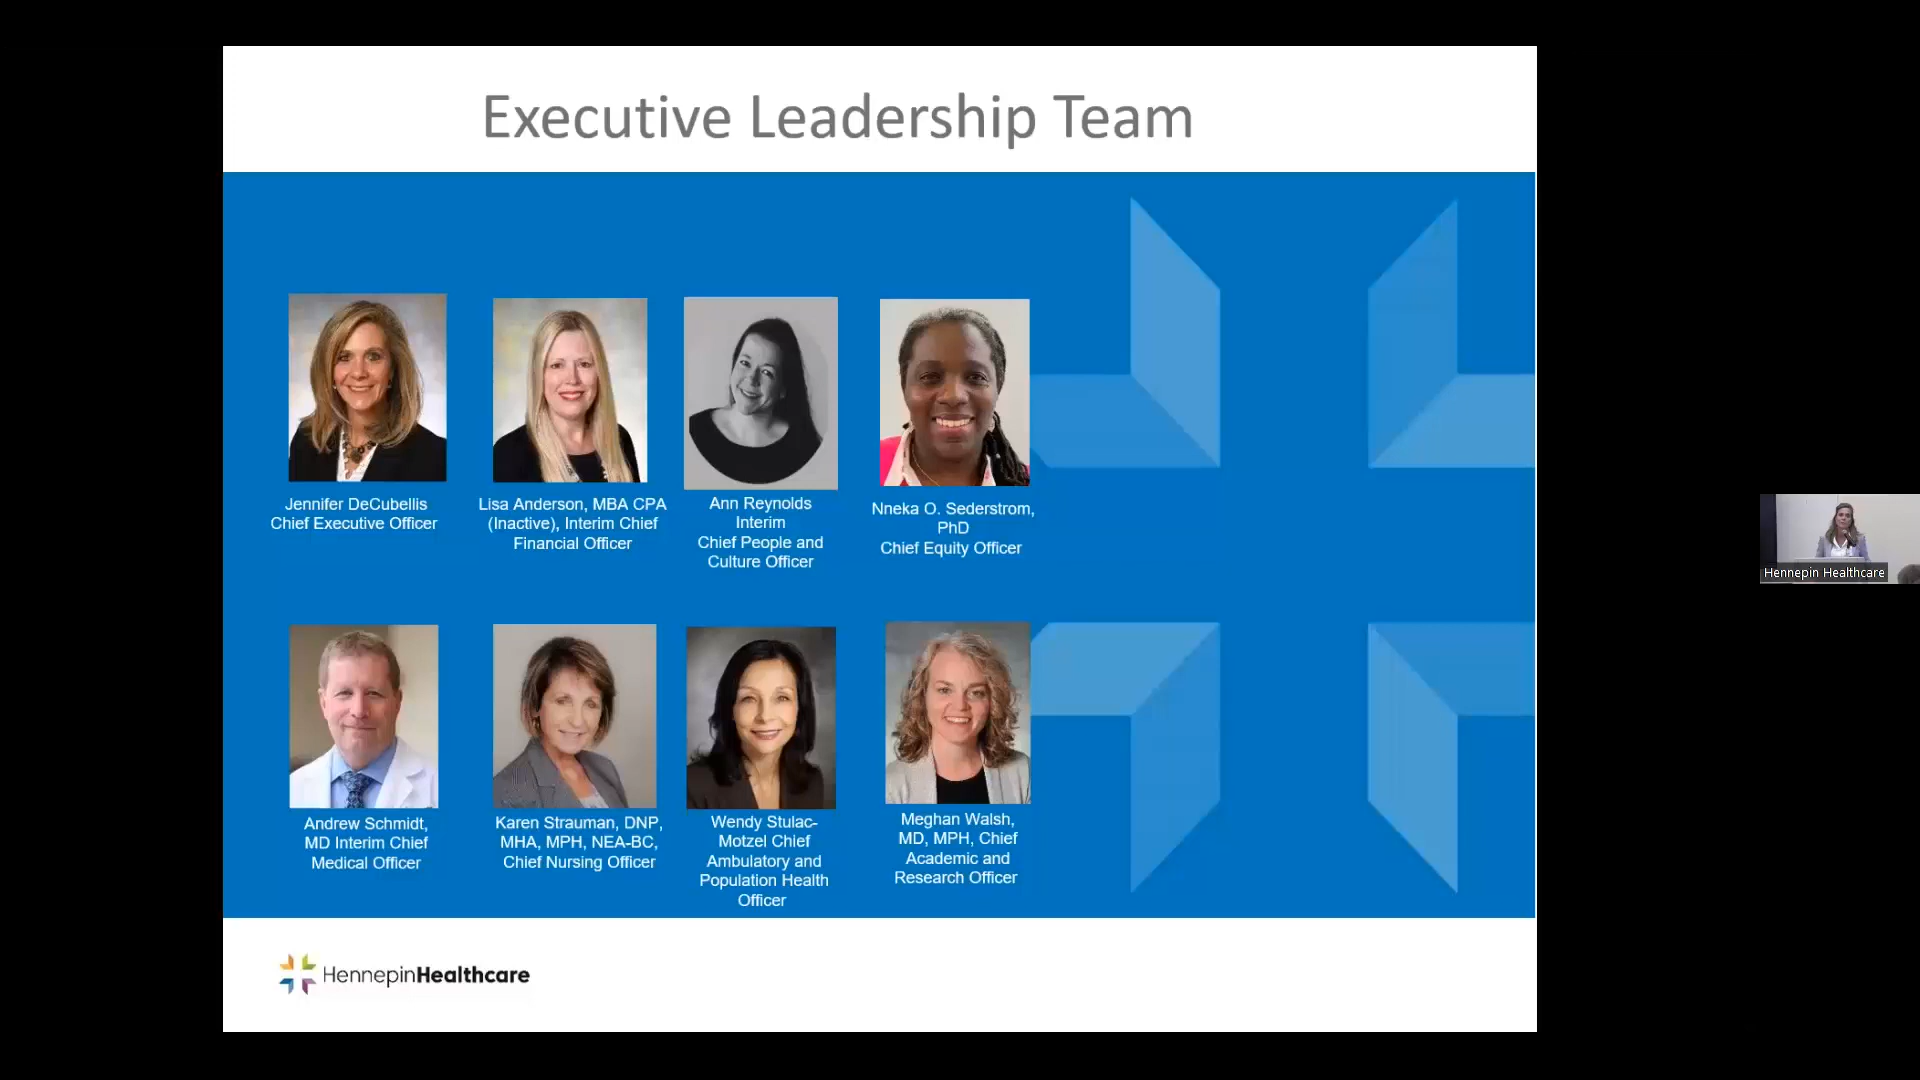 Executive Leadership Team
Jennifer DeCubellis
Chief Executive Officer
Lisa Anderson, MBA CPA
(Inactive), Interim Chief
Financial Officer
Ann Reynolds
Interim
Chief People and
Culture Officer
Nneka O. Sederstrom,
PhD
Chief Equity Officer
Hennepin Healthcare
Andrew Schmidt,
MD Interim Chief
Medical Officer
Karen Strauman, DNP,
MHA, MPH, NEA-BC,
Chief Nursing Officer
Wendy Stulac-
Motzel Chief
Ambulatory and
Population Health
Officer
Meghan Walsh,
MD, MPH, Chief
Academic and
Research Officer
HennepinHealthcare